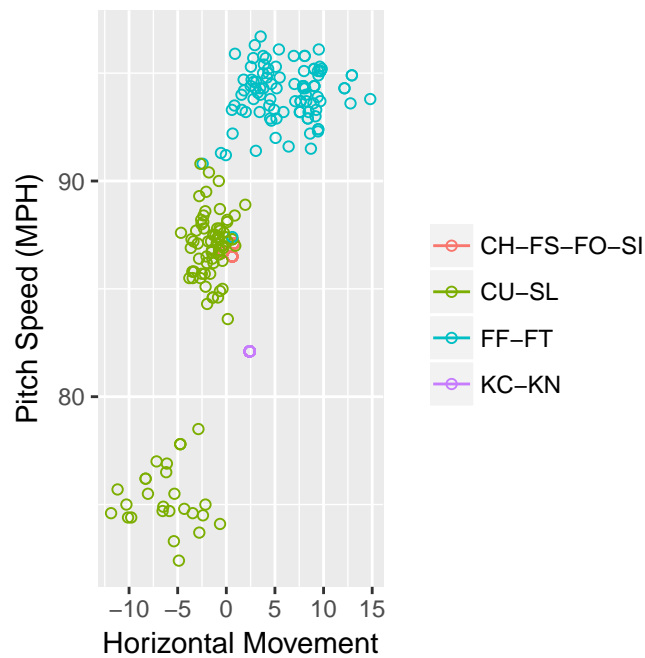 90
80
Pitch Speed (MPH)
−10 −5 0 5 10 15
Horizontal Movement
CH−FS−FO−SI
CU−SL
FF−FT
KC−KN